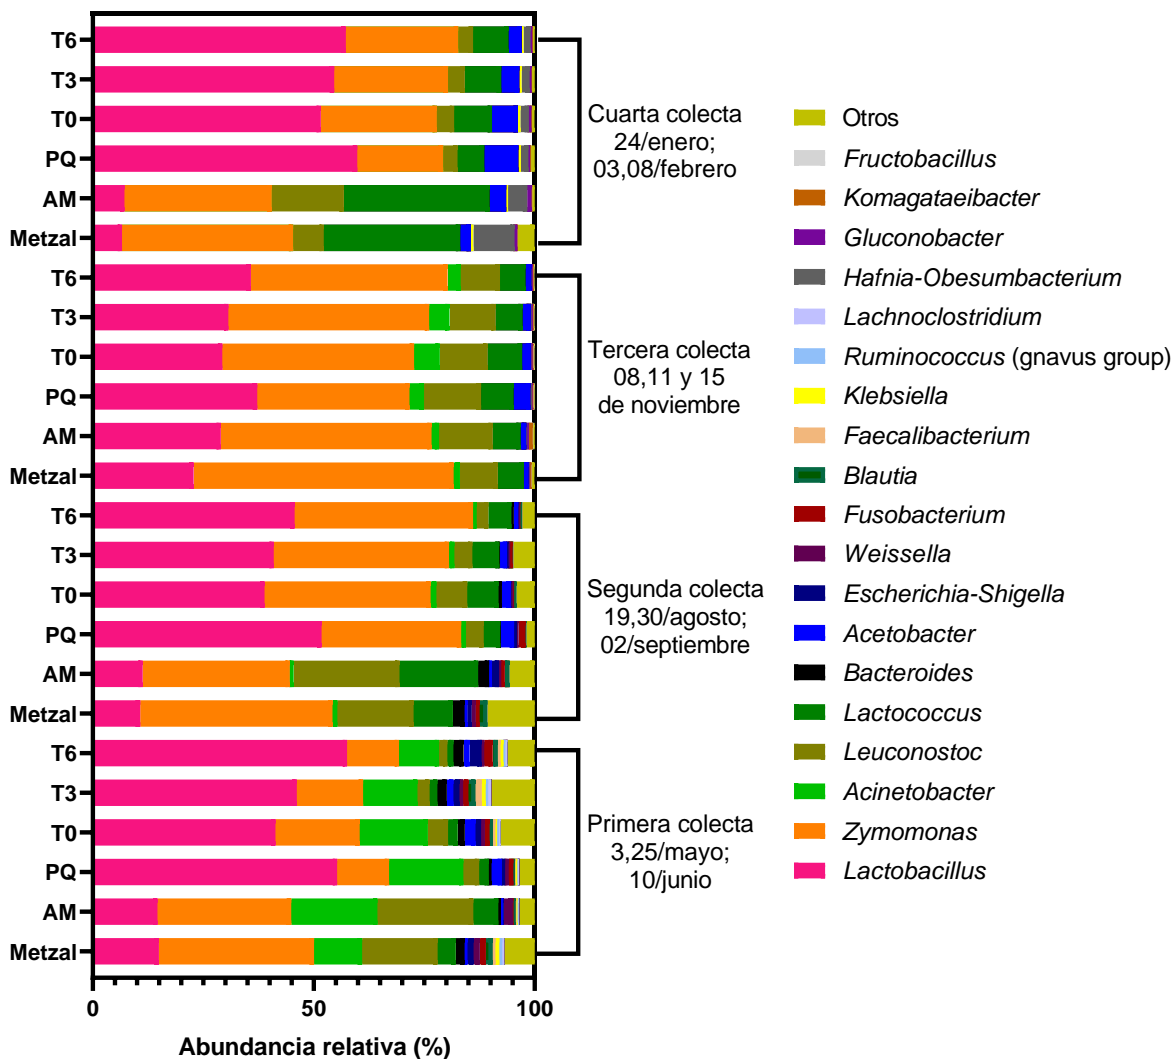 T6
T3
T0
PQ
AM
Metzal
T6
T3
T0
PQ
AM
Metzal
T6
T3
T0
PQ
AM
Metzal
T6
T3
T0
PQ
AM
Metzal
0
50
100
Abundancia relativa (%)
Cuarta colecta
24/enero;
03,08/febrero
Tercera colecta
08,11 y 15
de noviembre
Segunda colecta
19,30/agosto;
02/septiembre
Primera colecta
3,25/mayo;
10/junio
Otros
Fructobacillus
Komagataeibacter
Gluconobacter
Hafnia-Obesumbacterium
Lachnoclostridium
Ruminococcus (gnavus group)
Klebsiella
Faecalibacterium
Blautia
Fusobacterium
Weissella
Escherichia-Shigella
Acetobacter
Bacteroides
Lactococcus
Leuconostoc
Acinetobacter
Zymomonas
Lactobacillus